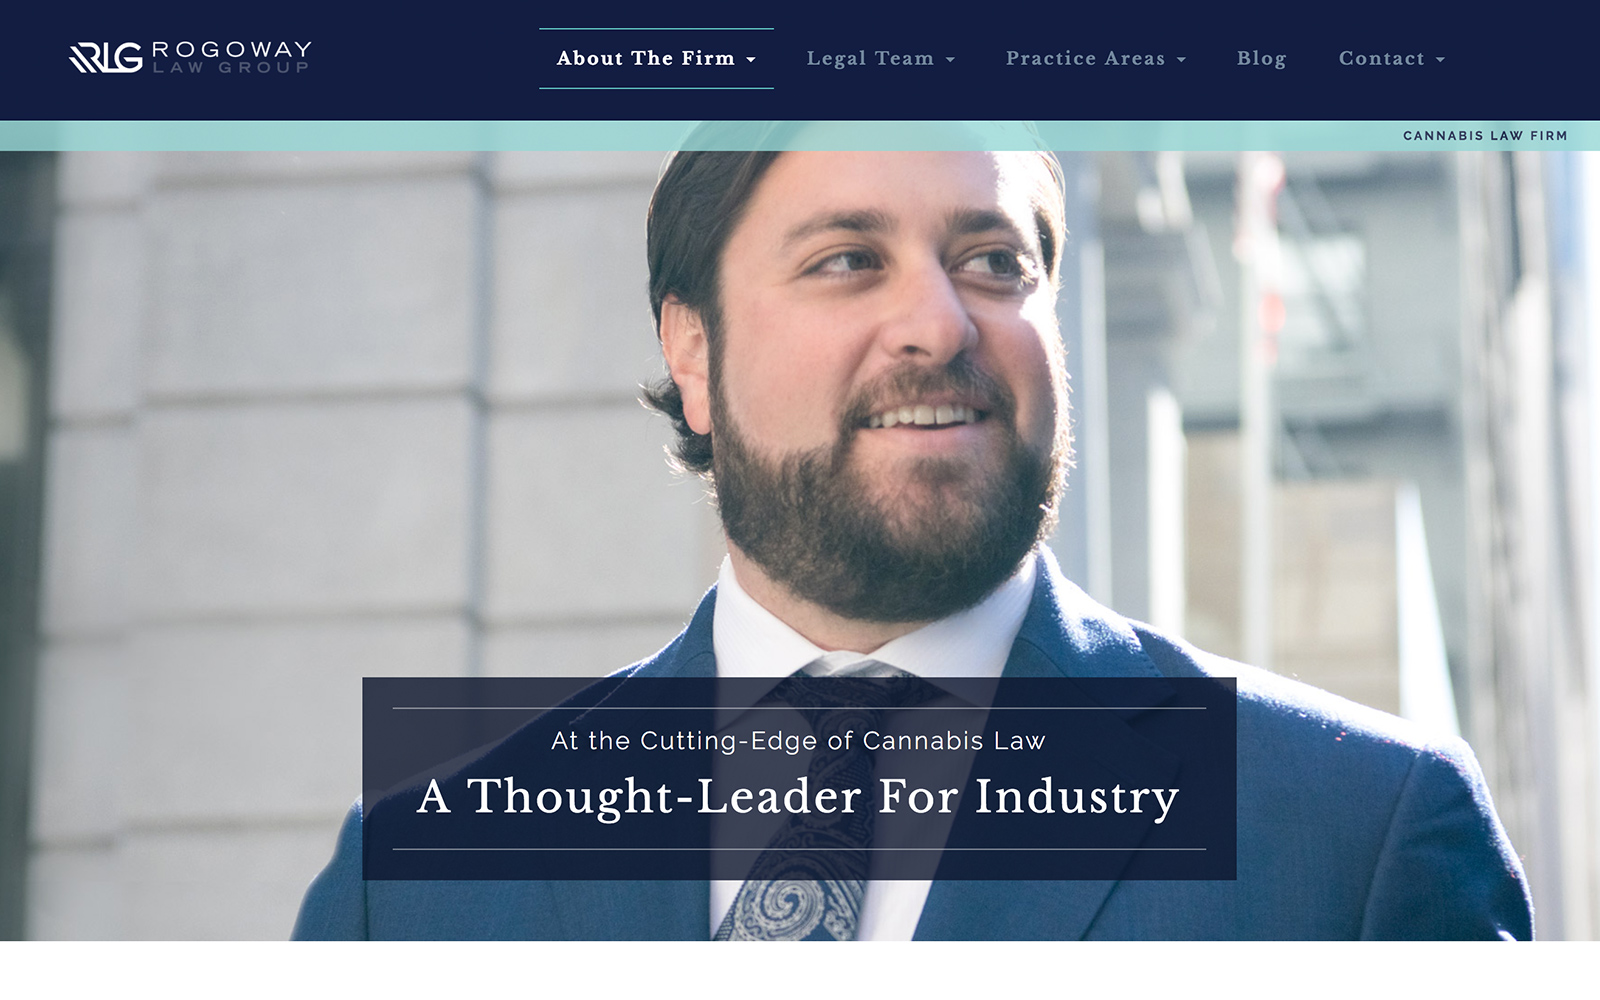 RLG ROGOWAY
LAW GROUP
About The Firm
Legal Team
Practice Areas
Blog
Contact
CANNABIS LAW FIRM
At the Cutting-Edge of Cannabis Law
A Thought-Leader For Industry